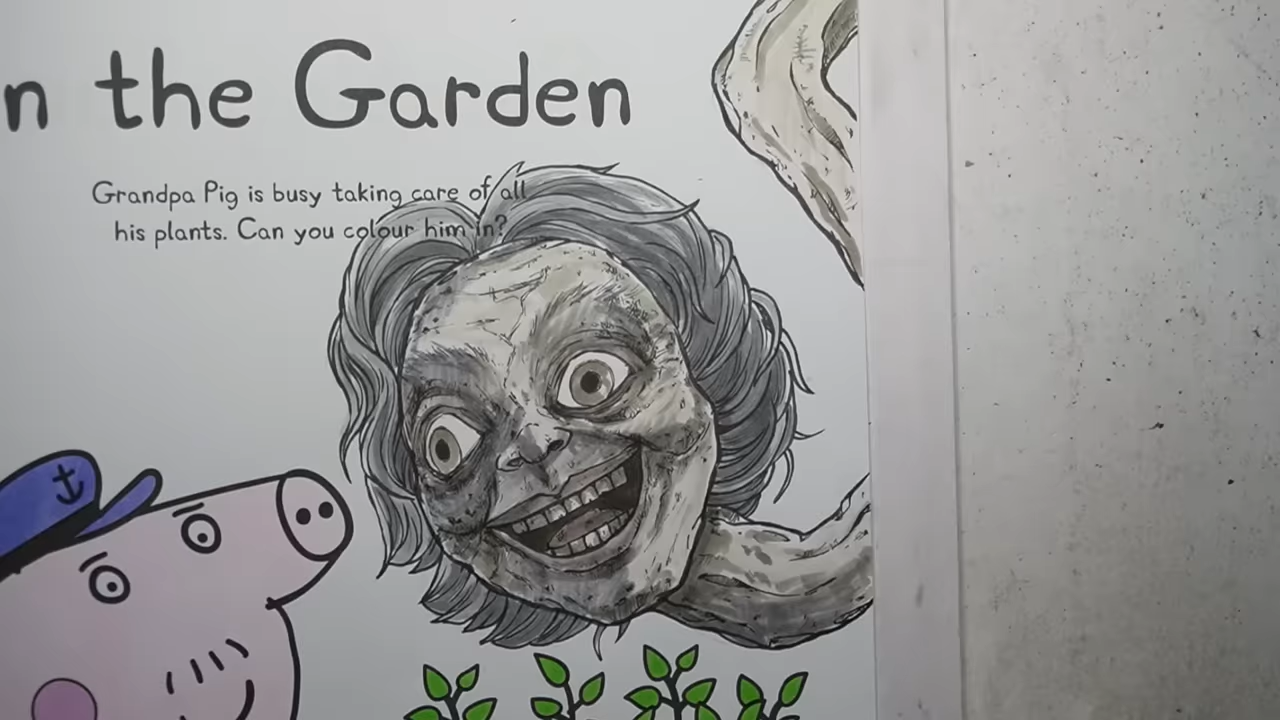 n the Garden
Grandpa Pig is busy taking care of all
his plants. Can you colour him in?